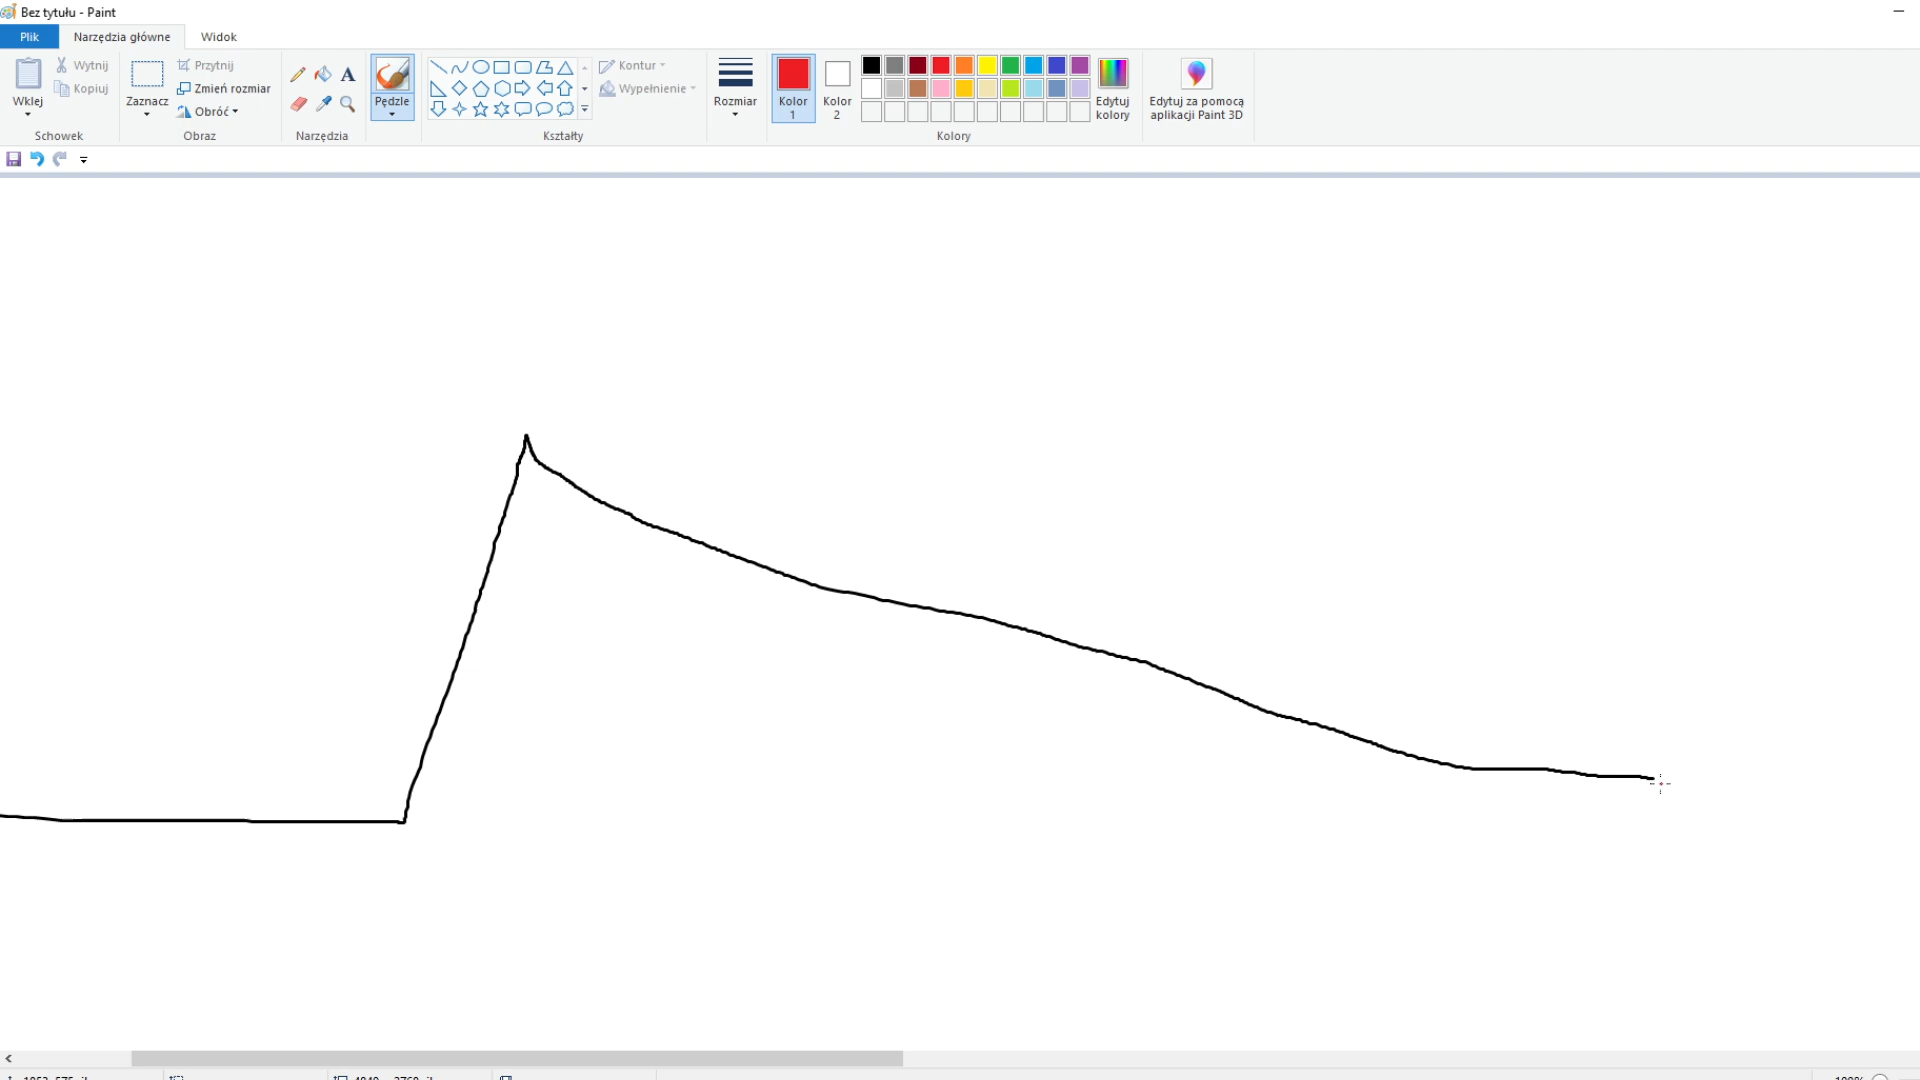 Bez tytułu - Paint
Plik Narzędzia główne Widok
Wklej
Wytnij
Kopiuj
Schowek
Zaznacz
Przytnij
Zmień rozmiar
Obróć
Obraz
A
Narzędzia
Pędzle
Kontur
Wypełnienie
Kształty
Rozmiar
Kolor 1
Kolor 2
Edytuj kolory
Kolory
Edytuj za pomocą
aplikacji Paint 3D